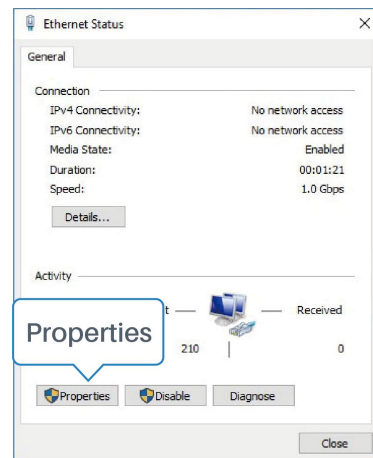 Ethernet Status
General
Connection
IPv4 Connectivity: No network access
IPv6 Connectivity: No network access
Media State: Enabled
Duration: 00:01:21
Speed: 1.0 Gbps
Details...
Activity
Received
Properties
210 0
Properties Disable Diagnose
Close